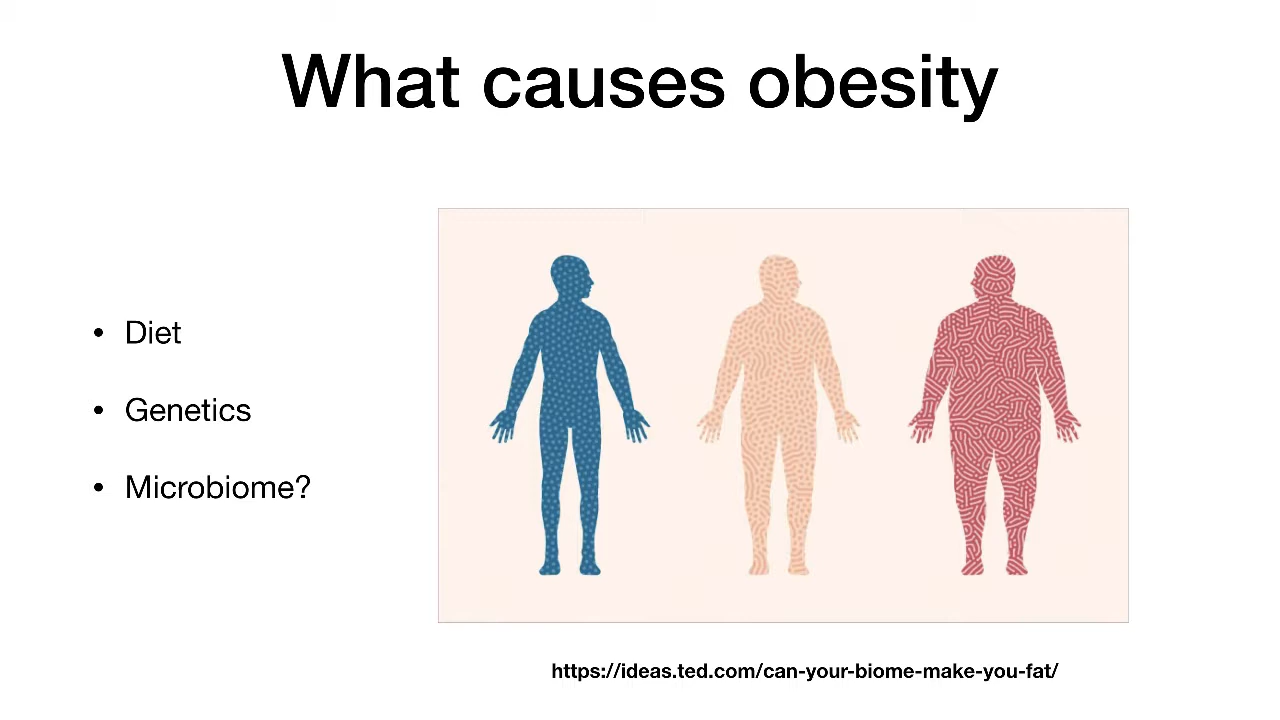 What causes obesity
• Diet
• Genetics
• Microbiome?
https://ideas.ted.com/can-your-biome-make-you-fat/